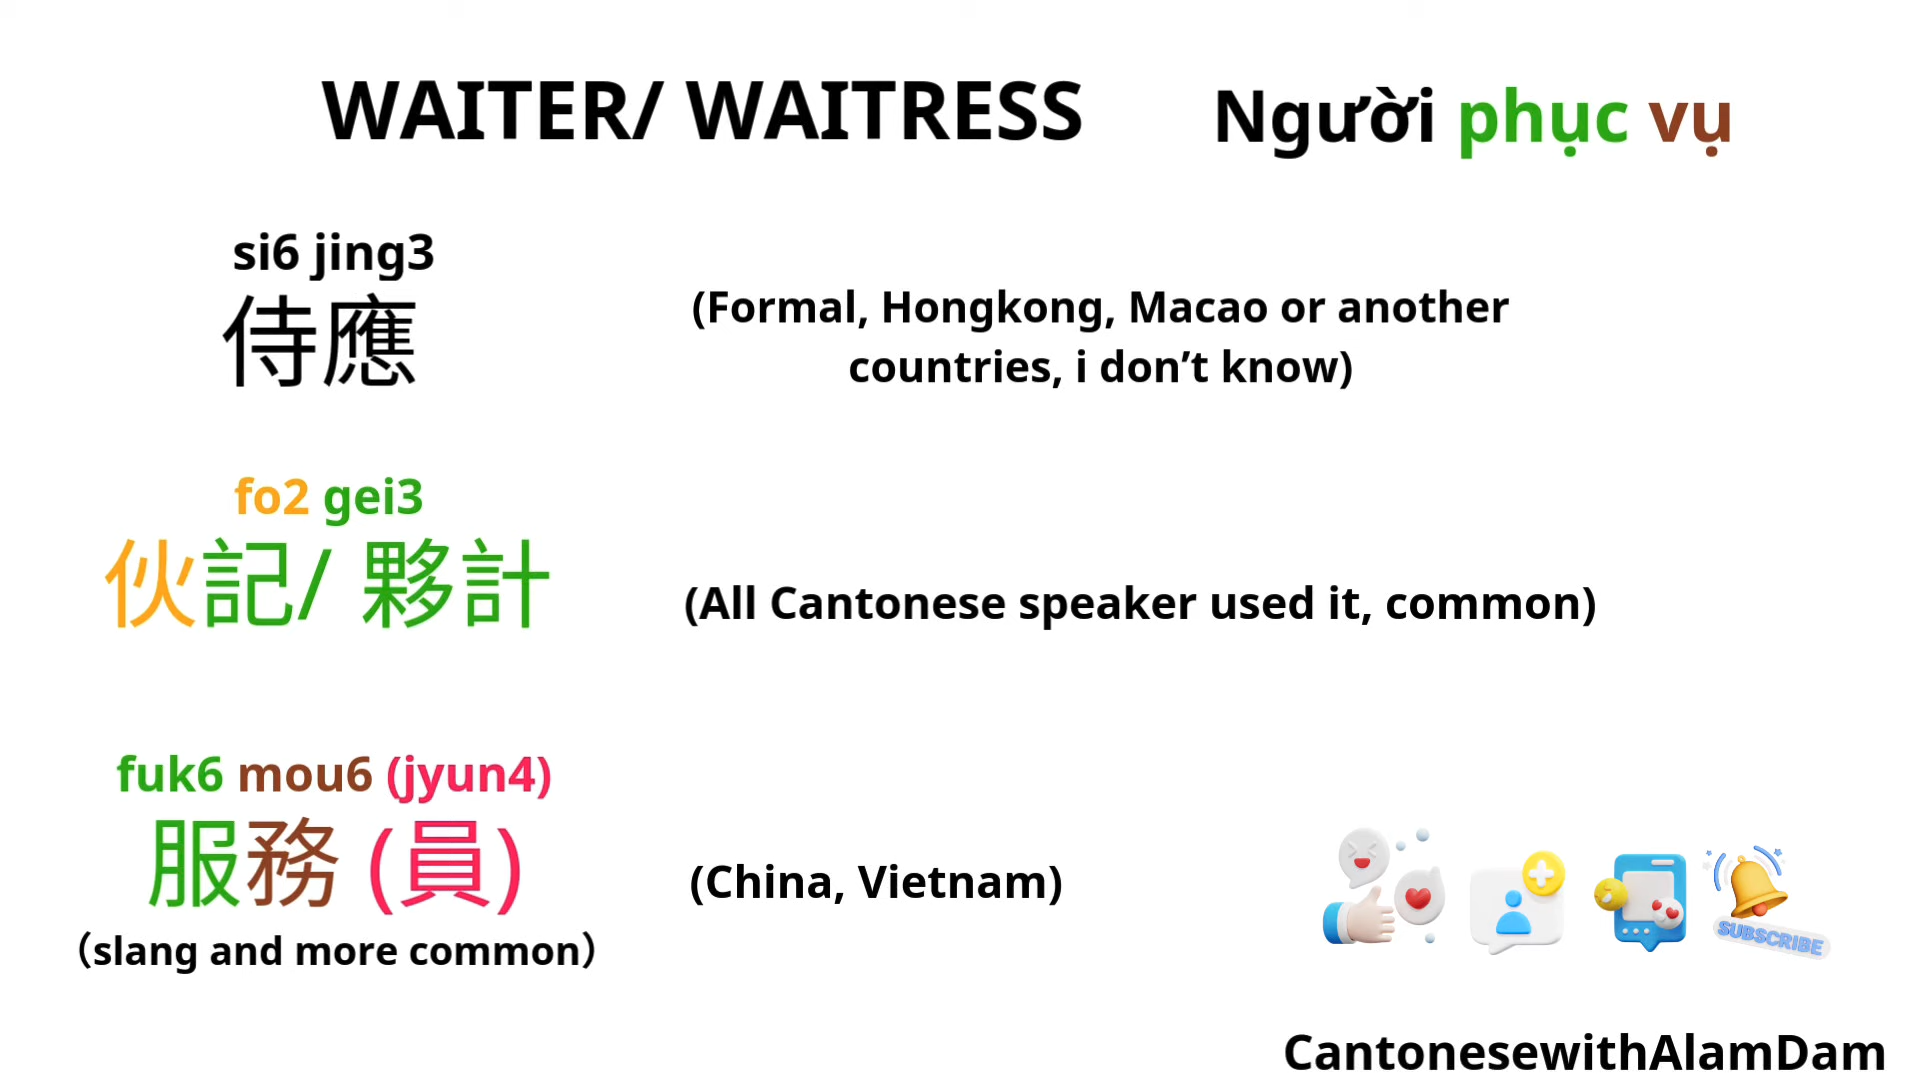 WAITER/ WAITRESS
Người phục vụ
si6 jing3
侍應
(Formal, Hongkong, Macao or another
countries, i don’t know)
fo2 gei3
伙記/ 夥計
(All Cantonese speaker used it, common)
fuk6 mou6 (jyun4)
服務 (員)
(China, Vietnam)
（slang and more common）
SUBSCRIBE
CantonesewithAlamDam